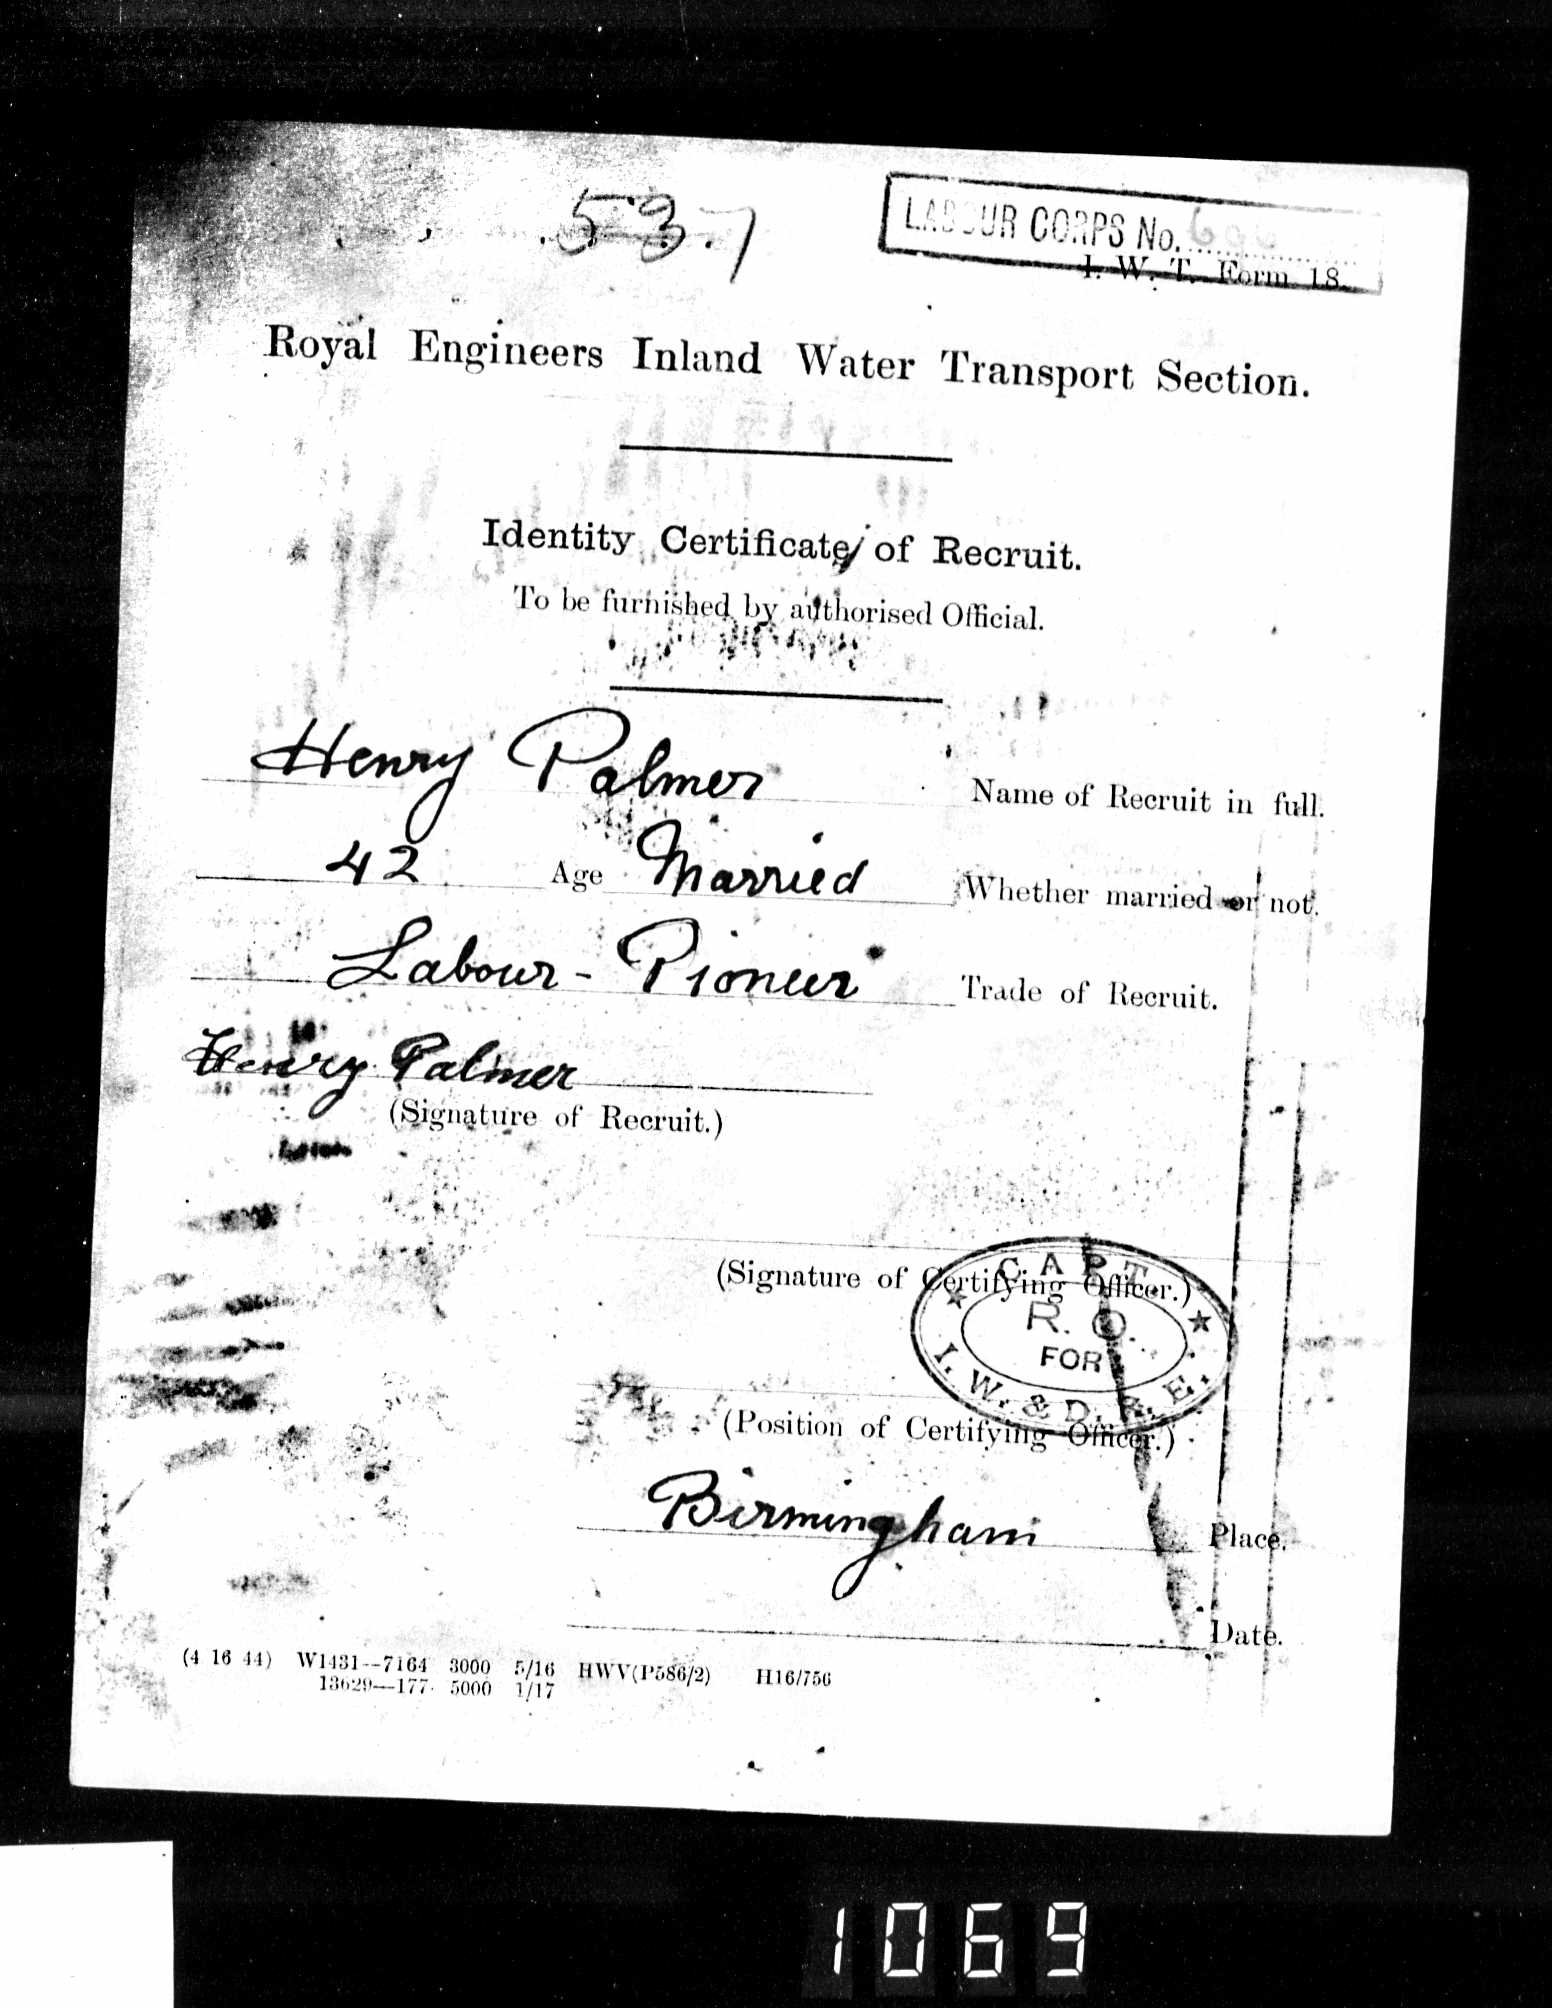 537
LABOUR CORPS No.
I. W. T. Form 18.
Royal Engineers Inland Water Transport Section.
Identity Certificate of Recruit.
To be furnished by authorised Official.
Henry Palmer Name of Recruit in full.
42 Age Married Whether married or not.
Labour - Pioneer Trade of Recruit.
Henry Palmer
(Signature of Recruit.)
(Signature of Certifying Officer.)
CAPT.
R. O.
FOR
I. W. & D. R. E.
(Position of Certifying Officer.)
Birmingham Place.
Date.
(4 16 44) W1431--7164 3000 5/16 HWV(P586/2) H16/756
13629—177 5000 1/17
1069